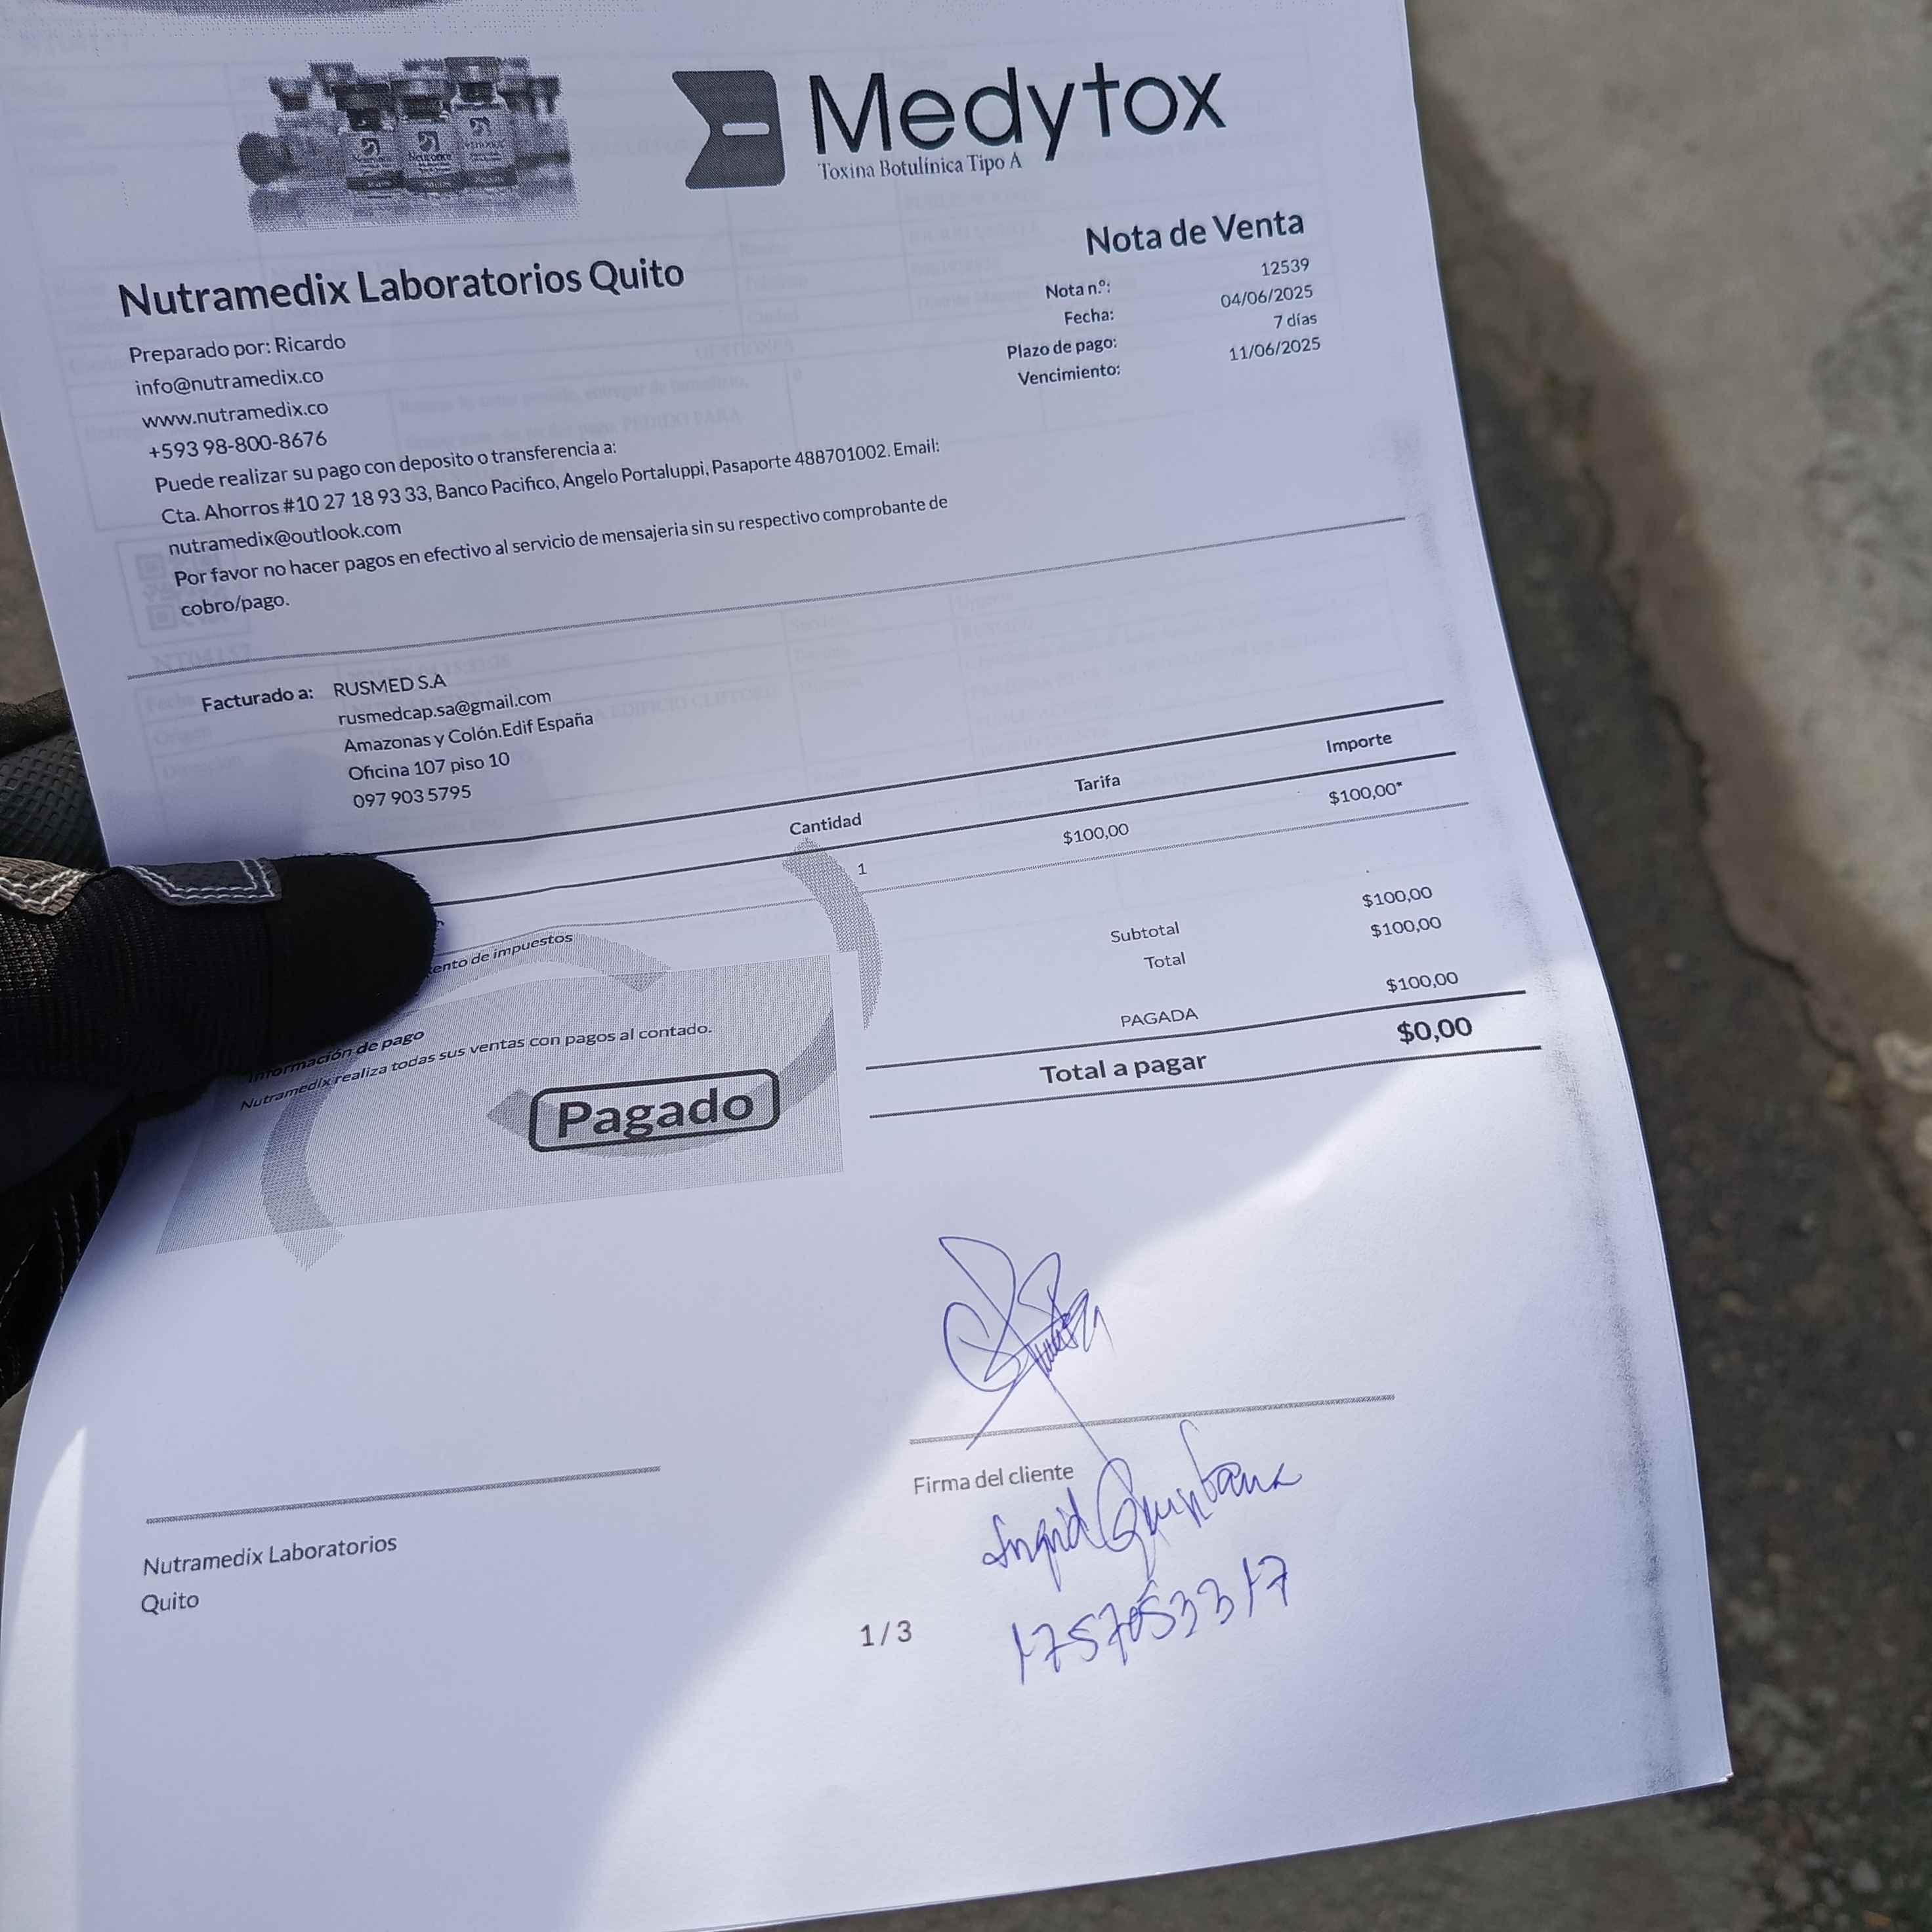 Medytox
Toxina Botulínica Tipo A
Nota de Venta
Nutramedix Laboratorios Quito
Nota n.º: 12539
Fecha: 04/06/2025
Plazo de pago: 7 días
Vencimiento: 11/06/2025
Preparado por: Ricardo
info@nutramedix.co
www.nutramedix.co
+593 98-800-8676
Puede realizar su pago con deposito o transferencia a:
Cta. Ahorros #10 27 18 93 33, Banco Pacifico, Angelo Portaluppi, Pasaporte 488701002. Email:
nutramedix@outlook.com
Por favor no hacer pagos en efectivo al servicio de mensajeria sin su respectivo comprobante de
cobro/pago.
Facturado a: RUSMED S.A
rusmedcap.sa@gmail.com
Amazonas y Colón.Edif España
Oficina 107 piso 10
097 903 5795
Cantidad Tarifa Importe
1 $100,00 $100,00*
ento de impuestos
Subtotal $100,00
Total $100,00
PAGADA $100,00
Total a pagar $0,00
Información de pago
Nutramedix realiza todas sus ventas con pagos al contado.
Pagado
Firma del cliente
Ingrid Quintana
1757053317
Nutramedix Laboratorios
Quito
1 / 3